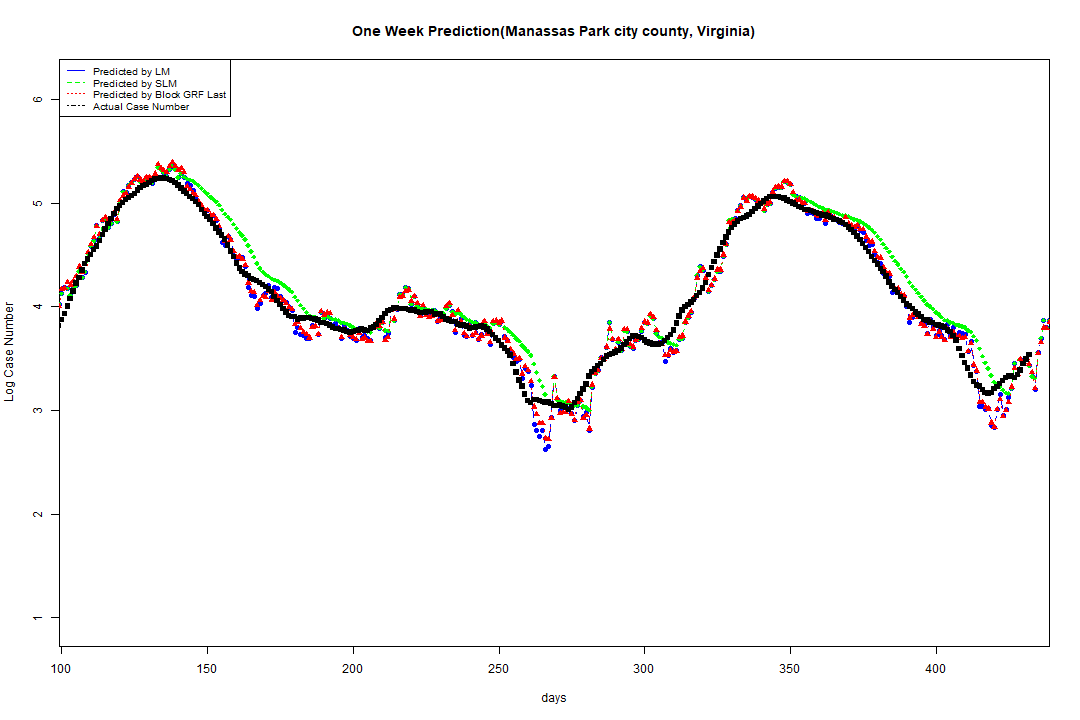 One Week Prediction(Manassas Park city county, Virginia)
Predicted by LM
Predicted by SLM
Predicted by Block GRF Last
Actual Case Number
Log Case Number
6
5
4
3
2
1
100 150 200 250 300 350 400
days